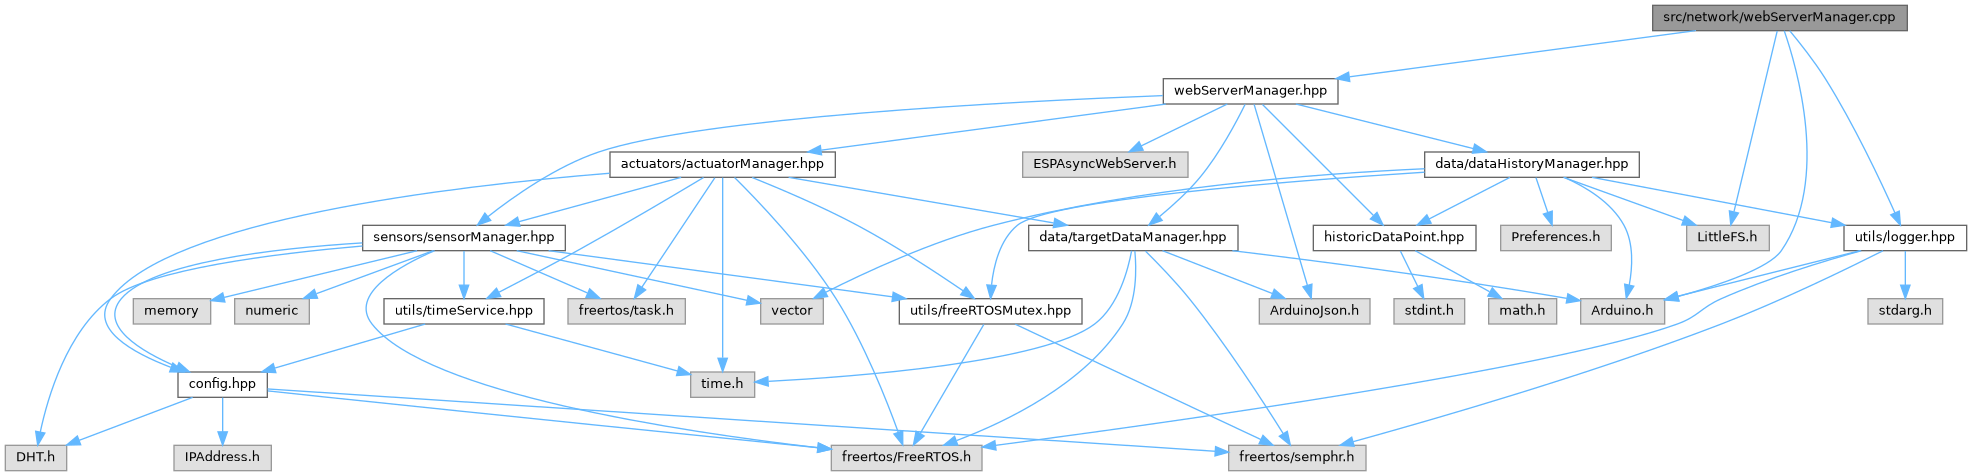 src/network/webServerManager.cpp
webServerManager.hpp
actuators/actuatorManager.hpp
ESPAsyncWebServer.h
data/dataHistoryManager.hpp
sensors/sensorManager.hpp
data/targetDataManager.hpp
historicDataPoint.hpp
Preferences.h
LittleFS.h
utils/logger.hpp
memory
numeric
utils/timeService.hpp
freertos/task.h
vector
utils/freeRTOSMutex.hpp
ArduinoJson.h
stdint.h
math.h
Arduino.h
stdarg.h
config.hpp
time.h
DHT.h
IPAddress.h
freertos/FreeRTOS.h
freertos/semphr.h